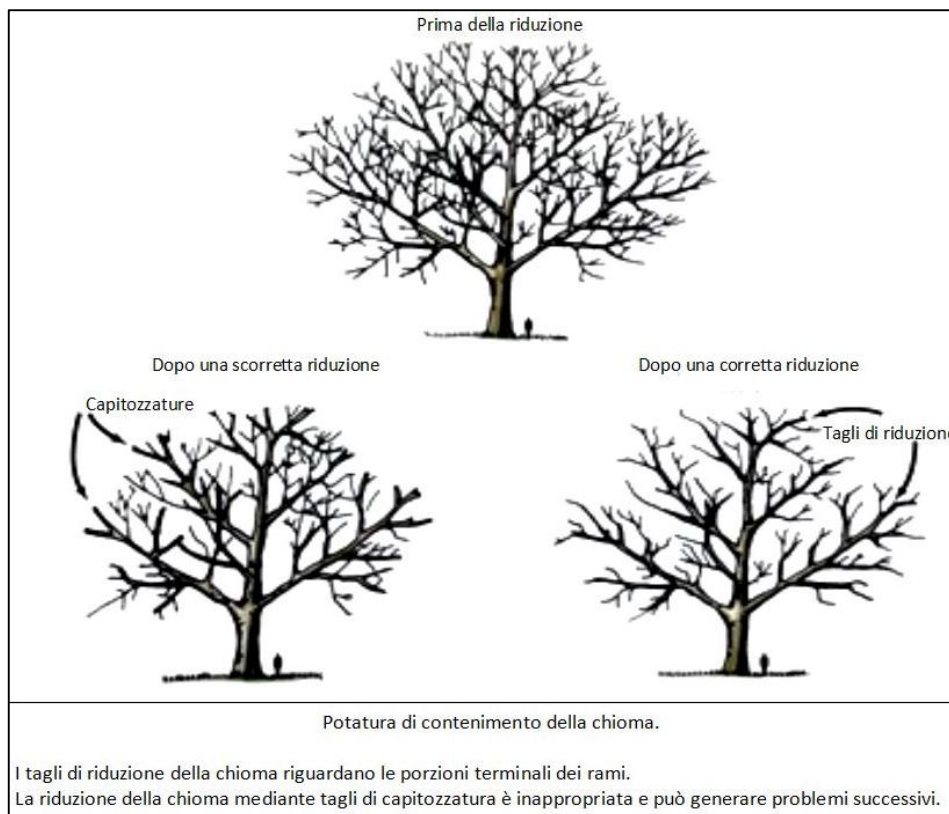 Prima della riduzione
Dopo una scorretta riduzione
Dopo una corretta riduzione
Capitozzature
Tagli di riduzione
Potatura di contenimento della chioma.
I tagli di riduzione della chioma riguardano le porzioni terminali dei rami.
La riduzione della chioma mediante tagli di capitozzatura è inappropriata e può generare problemi successivi.